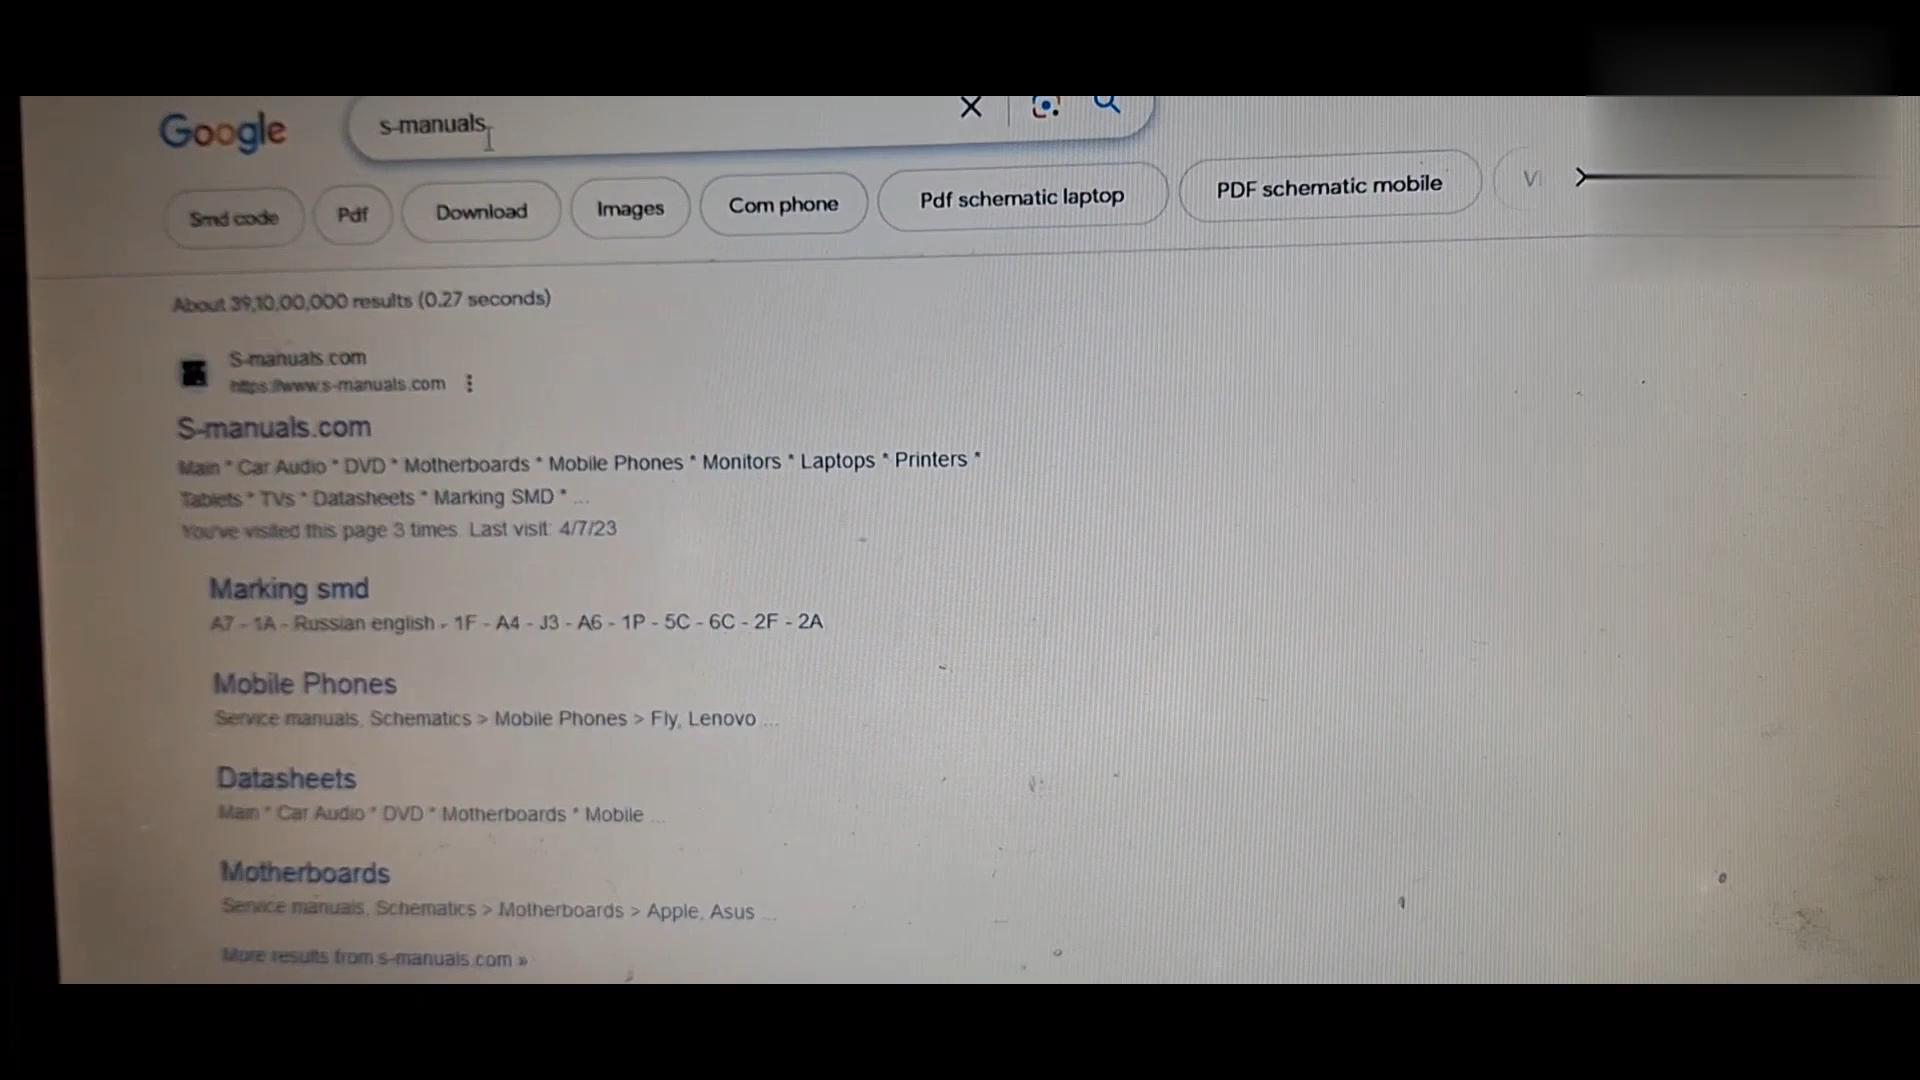 Google
s-manuals
Smd code Pdf Download Images Com phone Pdf schematic laptop PDF schematic mobile
About 39,10,00,000 results (0.27 seconds)
S-manuals.com
https://www.s-manuals.com
S-manuals.com
Main * Car Audio * DVD * Motherboards * Mobile Phones * Monitors * Laptops * Printers *
Tablets * TVs * Datasheets * Marking SMD * ...
You've visited this page 3 times. Last visit: 4/7/23
Marking smd
A7 - 1A - Russian english - 1F - A4 - J3 - A6 - 1P - 5C - 6C - 2F - 2A
Mobile Phones
Service manuals, Schematics > Mobile Phones > Fly, Lenovo ...
Datasheets
Main * Car Audio * DVD * Motherboards * Mobile ...
Motherboards
Service manuals, Schematics > Motherboards > Apple, Asus ...
More results from s-manuals.com »